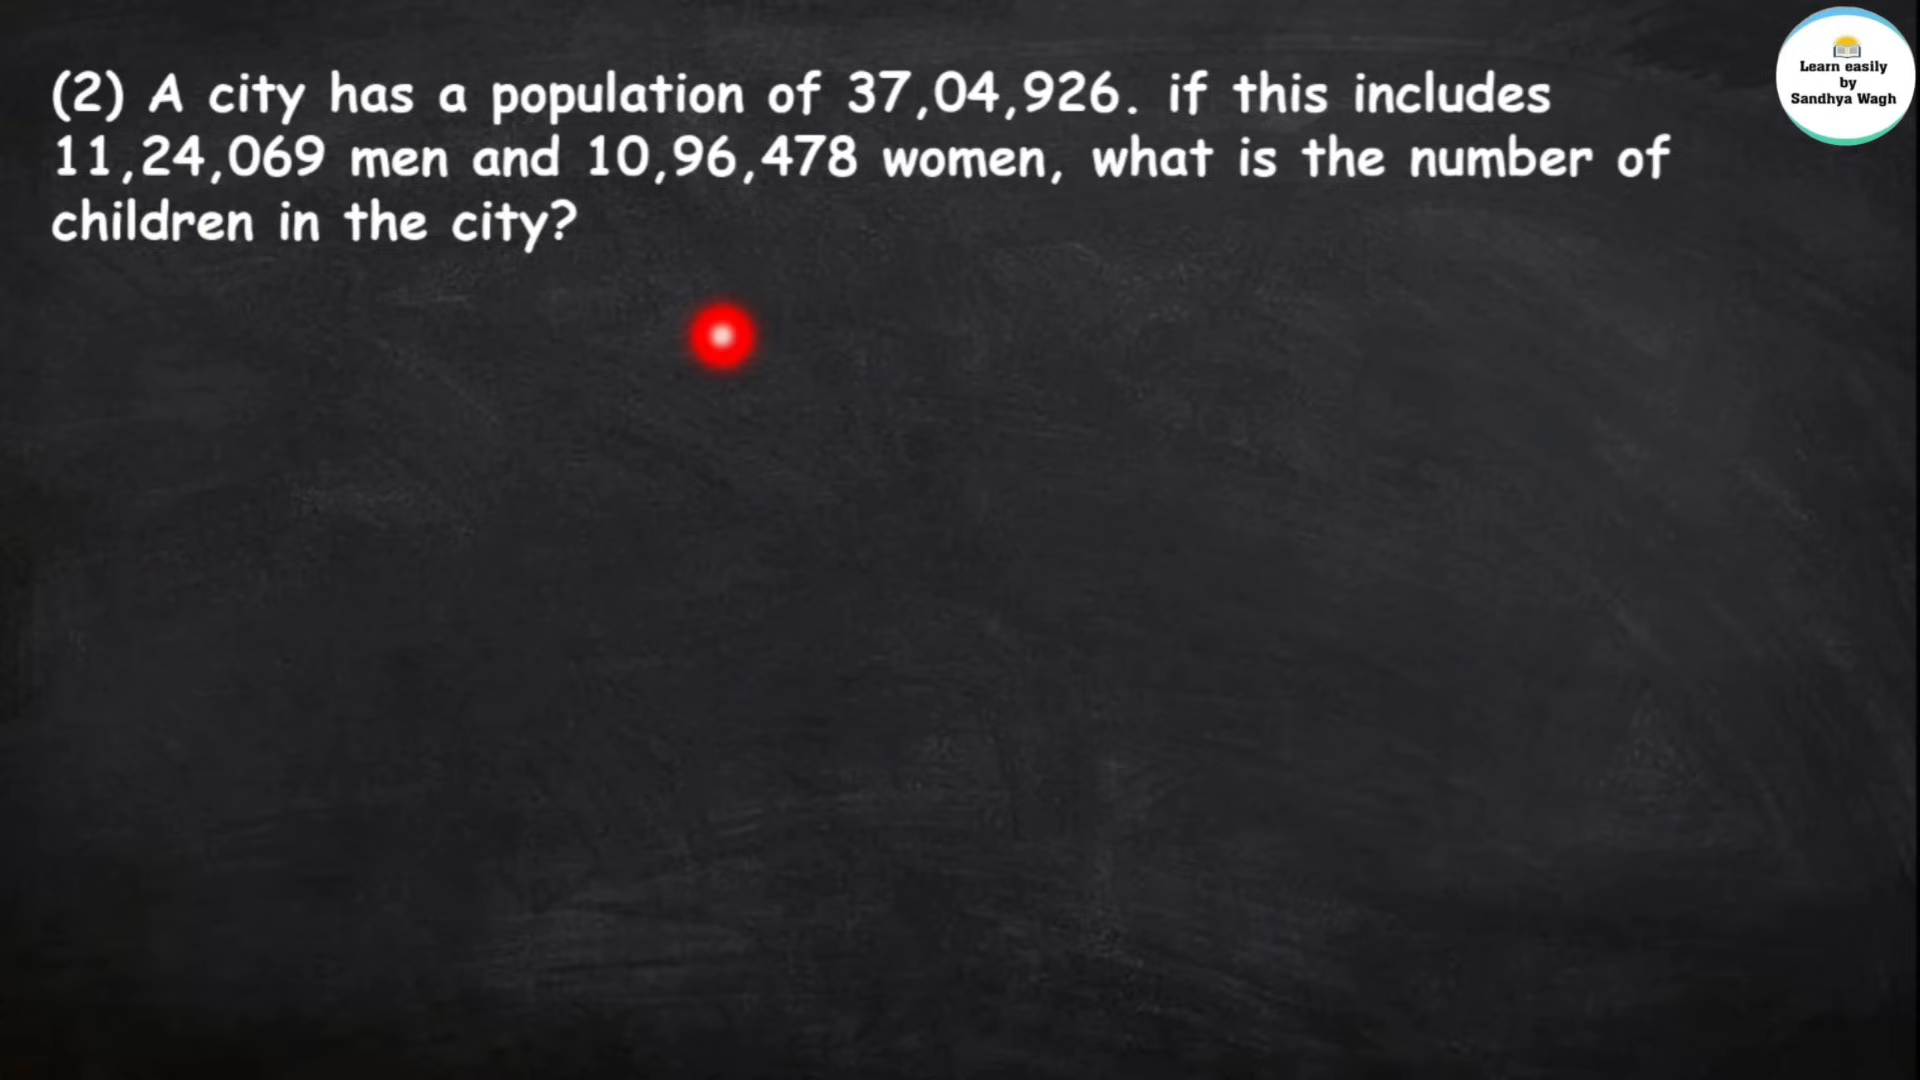 (2) A city has a population of 37,04,926. if this includes
11,24,069 men and 10,96,478 women, what is the number of
children in the city?
Learn easily
by
Sandhya Wagh